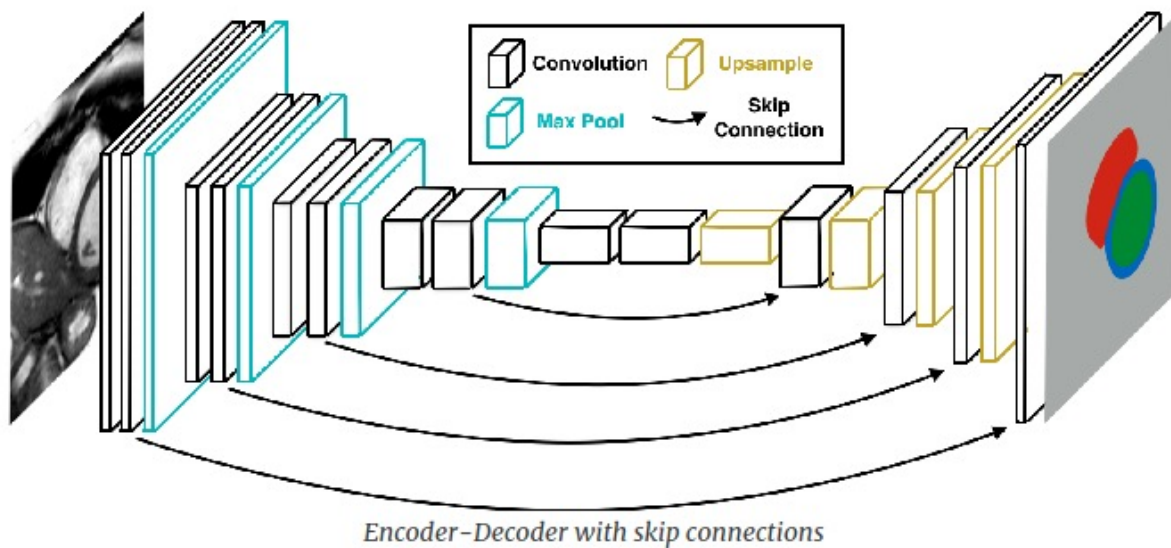 Convolution Upsample
Max Pool Skip
Connection
Encoder-Decoder with skip connections